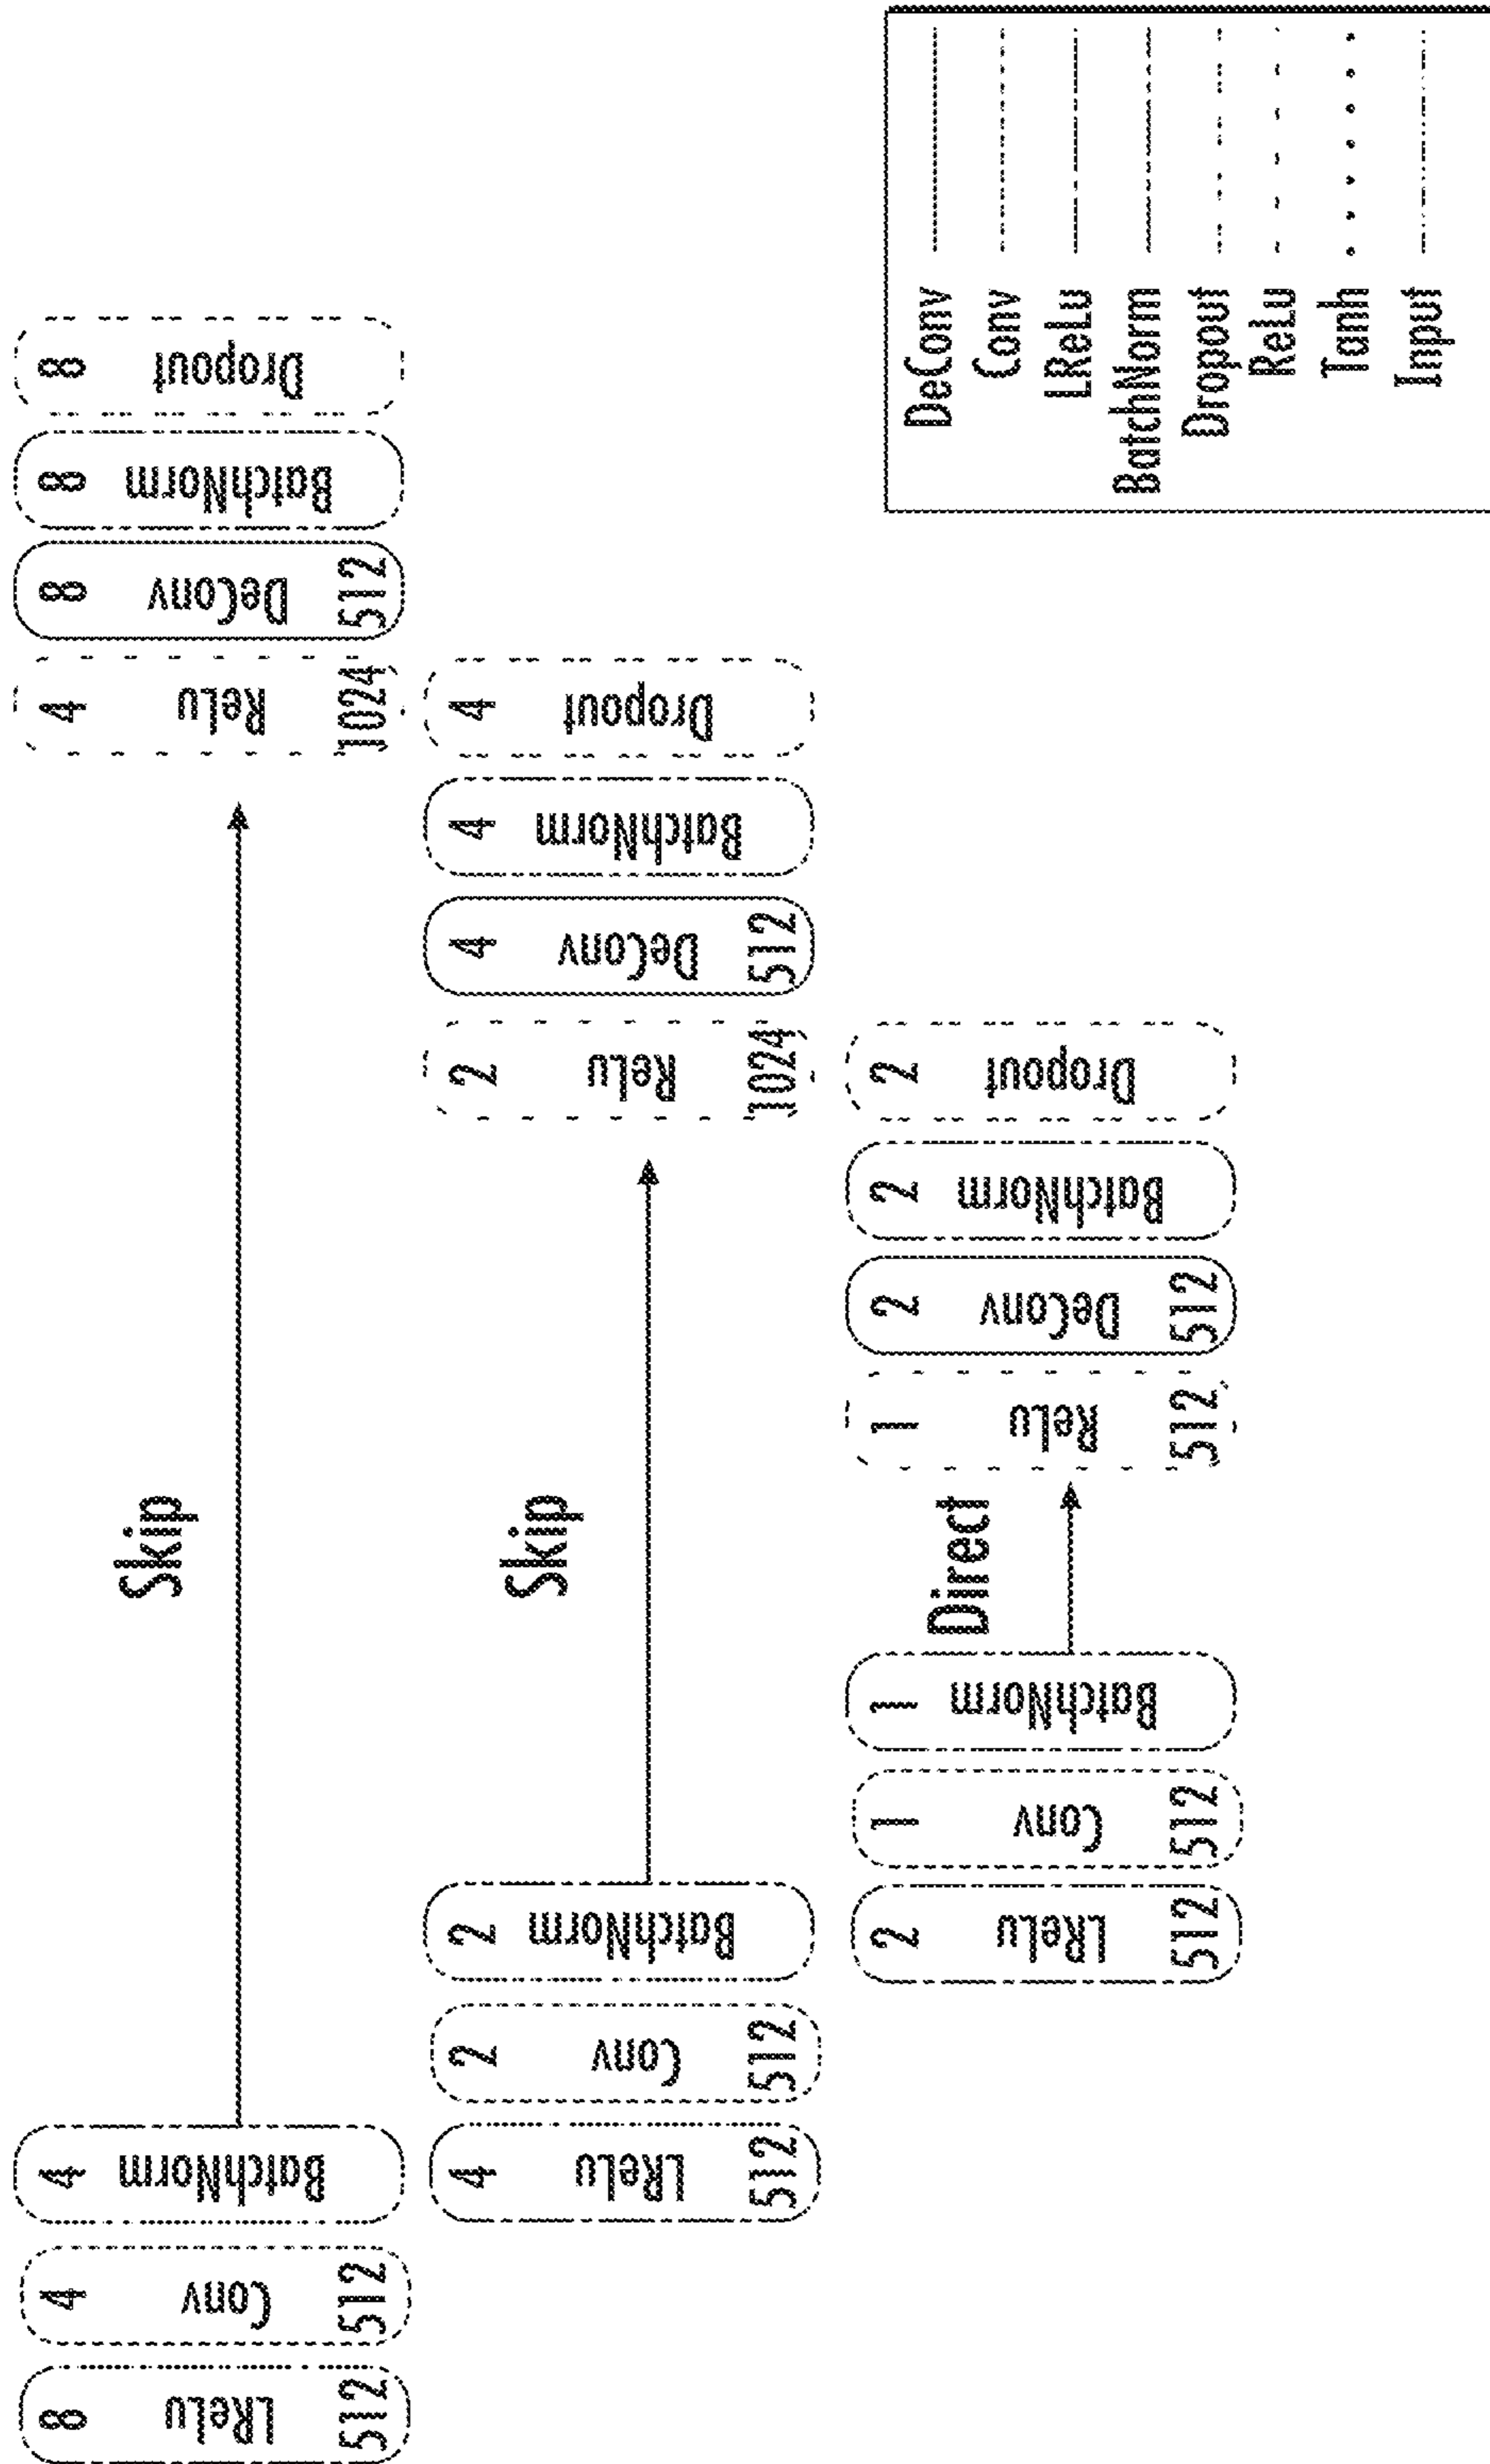 8
LReLu
512
4
Conv
512
4
BatchNorm
Skip
4
ReLu
1024
8
DeConv
512
8
BatchNorm
8
Dropout
4
LReLu
512
2
Conv
512
2
BatchNorm
Skip
2
ReLu
1024
4
DeConv
512
4
BatchNorm
4
Dropout
2
LReLu
512
1
Conv
512
1
BatchNorm
Direct
1
ReLu
512
2
DeConv
512
2
BatchNorm
2
Dropout
DeConv
Conv
LReLu
BatchNorm
Dropout
ReLu
Tanh
Input